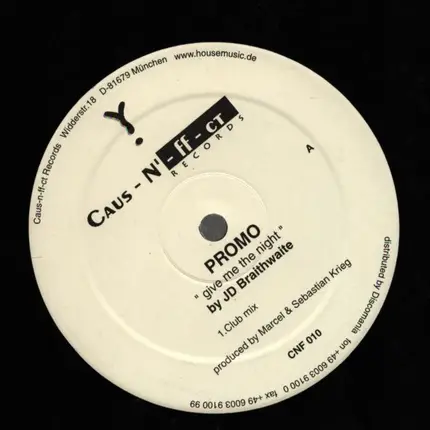 Caus-n-ff-ct Records Widderstr.18 D-81679 München www.housemusic.de
CAUS - N' - ff - CT
RECORDS
A
PROMO
" give me the night "
by JD Braithwaite
1.Club mix
produced by Marcel & Sebastian Krieg
CNF 010
distributed by Discomania fon +49 6003 9100 0 fax +49 6003 9100 99